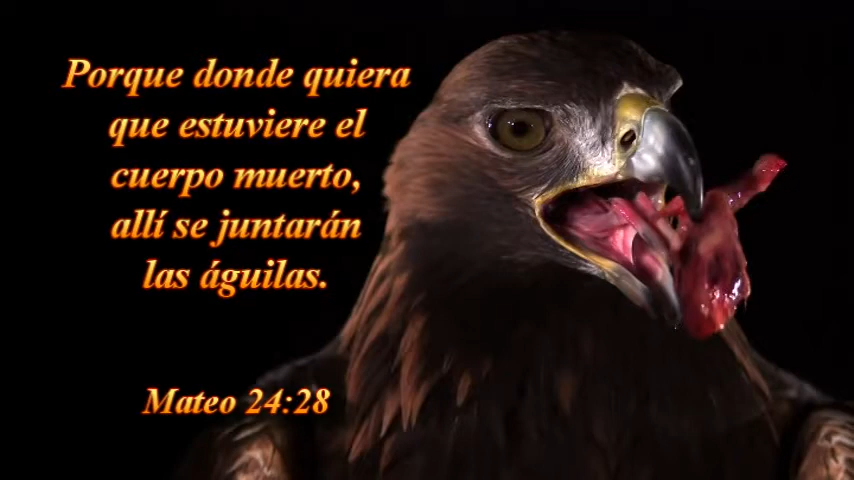 Porque donde quiera
que estuviere el
cuerpo muerto,
allí se juntarán
las águilas.
Mateo 24:28